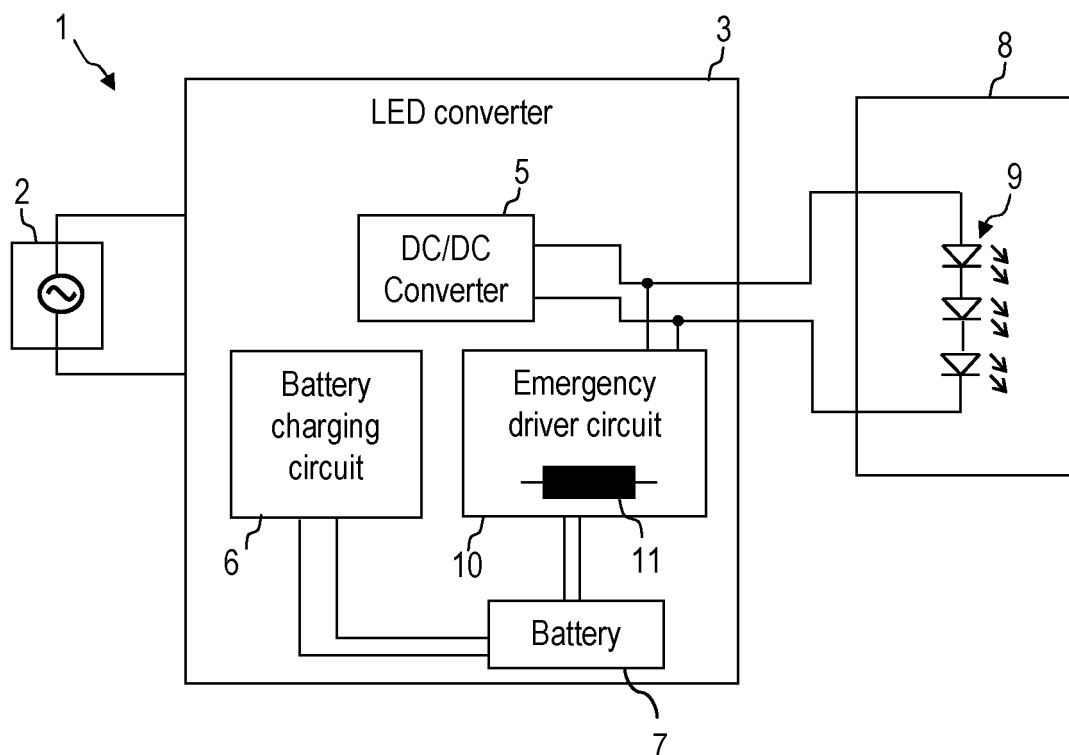 1
3
8
LED converter
2
5
9
DC/DC
Converter
Battery
charging
circuit
Emergency
driver circuit
6
10
11
Battery
7